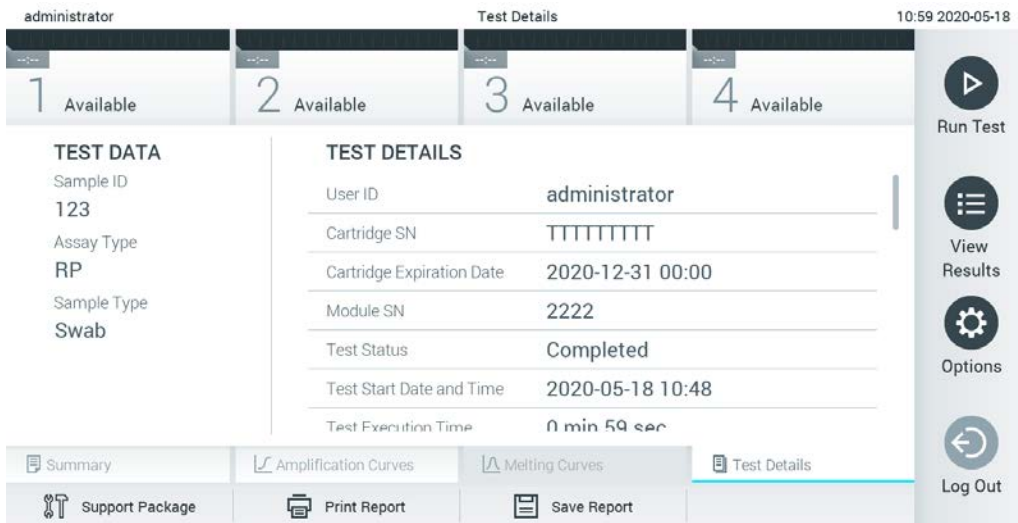 administrator Test Details 10:59 2020-05-18
--:-- --:-- --:-- --:--
1 Available 2 Available 3 Available 4 Available
Run Test
View
Results
Options
Log Out
TEST DATA
Sample ID
123
Assay Type
RP
Sample Type
Swab
TEST DETAILS
User ID administrator
Cartridge SN TTTTTTTTT
Cartridge Expiration Date 2020-12-31 00:00
Module SN 2222
Test Status Completed
Test Start Date and Time 2020-05-18 10:48
Test Execution Time 0 min 59 sec
Summary Amplification Curves Melting Curves Test Details
Support Package Print Report Save Report